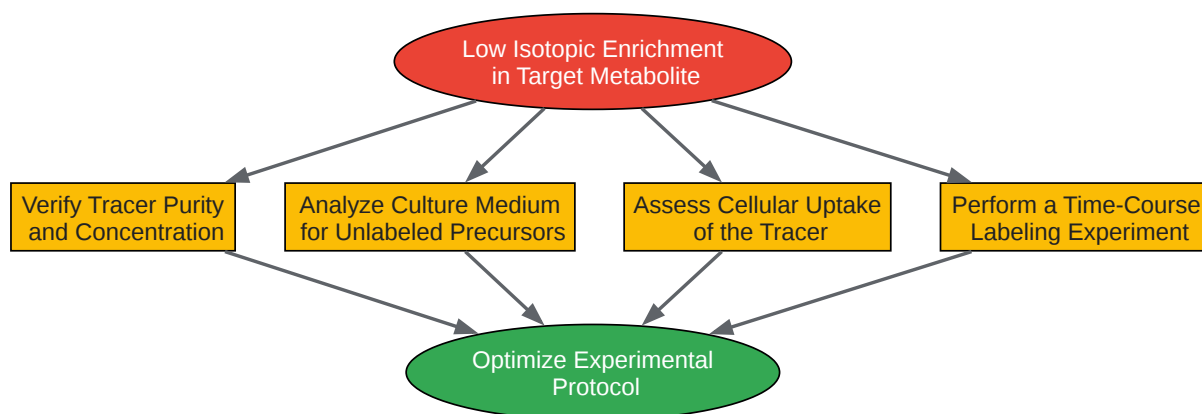 Low Isotopic Enrichment
in Target Metabolite
Verify Tracer Purity
and Concentration
Analyze Culture Medium
for Unlabeled Precursors
Assess Cellular Uptake
of the Tracer
Perform a Time-Course
Labeling Experiment
Optimize Experimental
Protocol